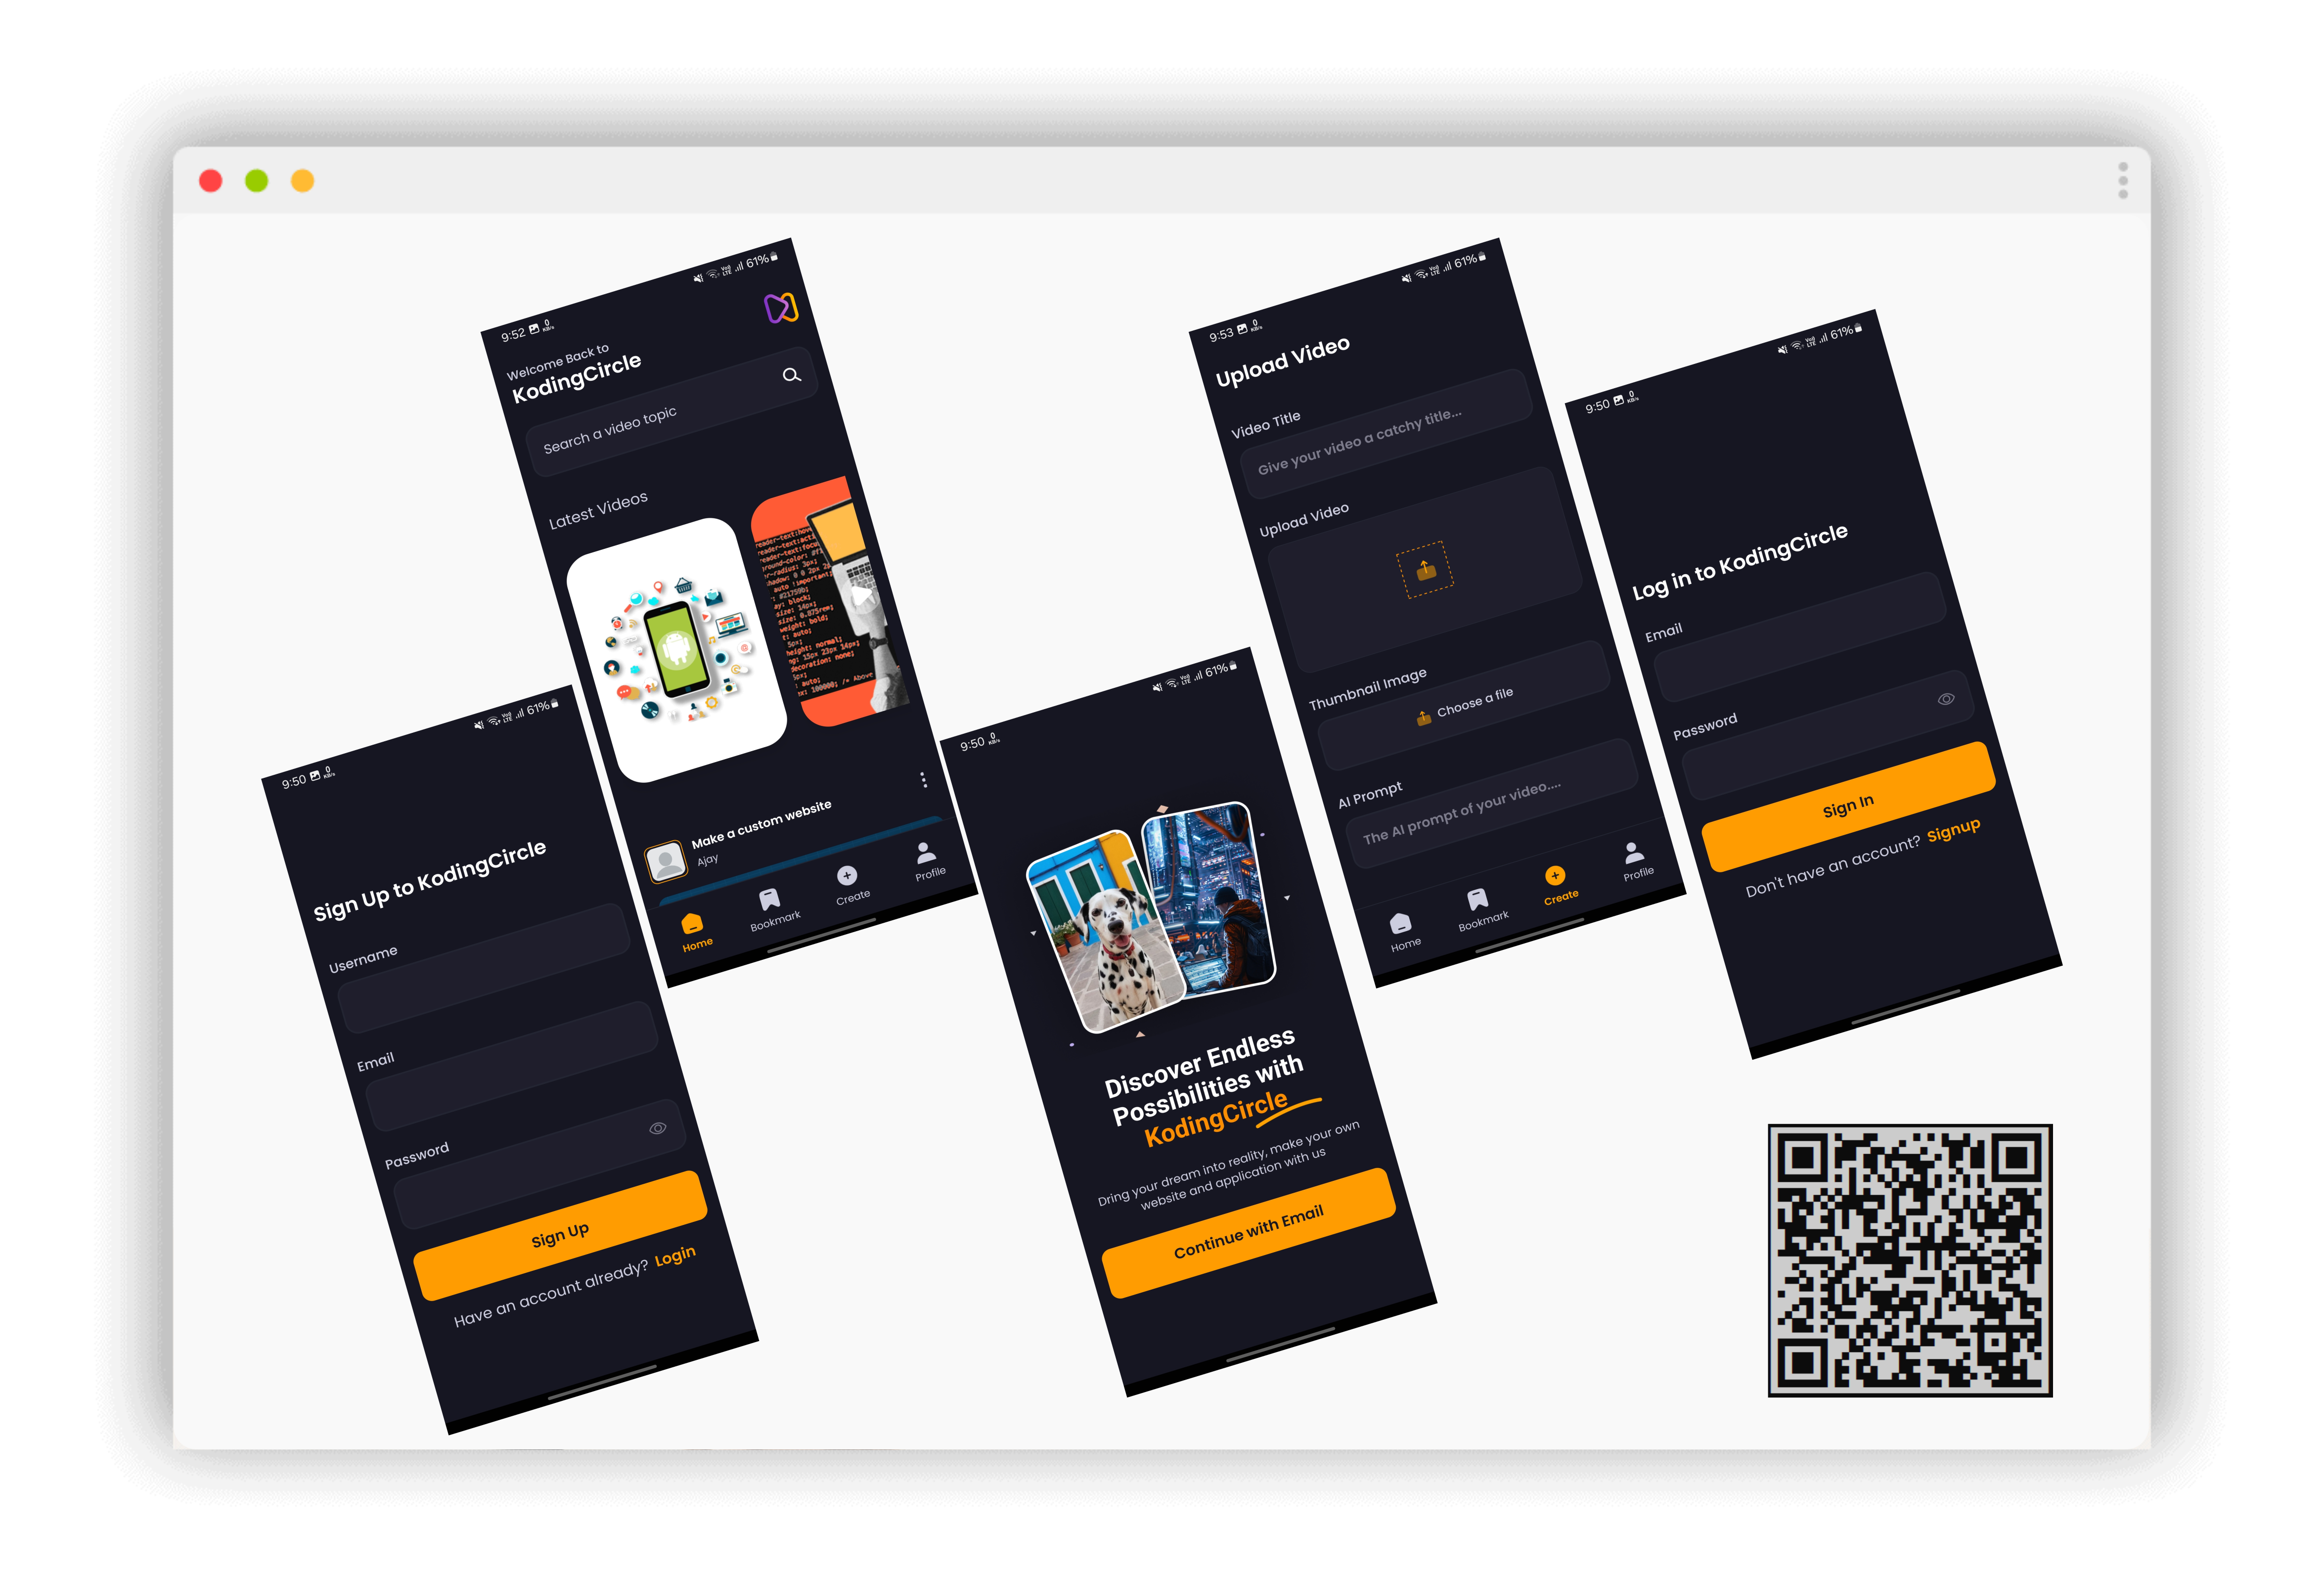 9:50
61%
Sign Up to KodingCircle
Username
Email
Password
Sign Up
Have an account already? Login
9:52
61%
Welcome Back to
KodingCircle
Search a video topic
Latest Videos
Make a custom website
Ajay
Home
Bookmark
Create
Profile
9:50
61%
Discover Endless
Possibilities with
KodingCircle
Dring your dream into reality, make your own
website and application with us
Continue with Email
9:53
61%
Upload Video
Video Title
Give your video a catchy title...
Upload Video
Thumbnail Image
Choose a file
AI Prompt
The AI prompt of your video....
Home
Bookmark
Create
Profile
9:50
61%
Log in to KodingCircle
Email
Password
Sign In
Don't have an account? Signup